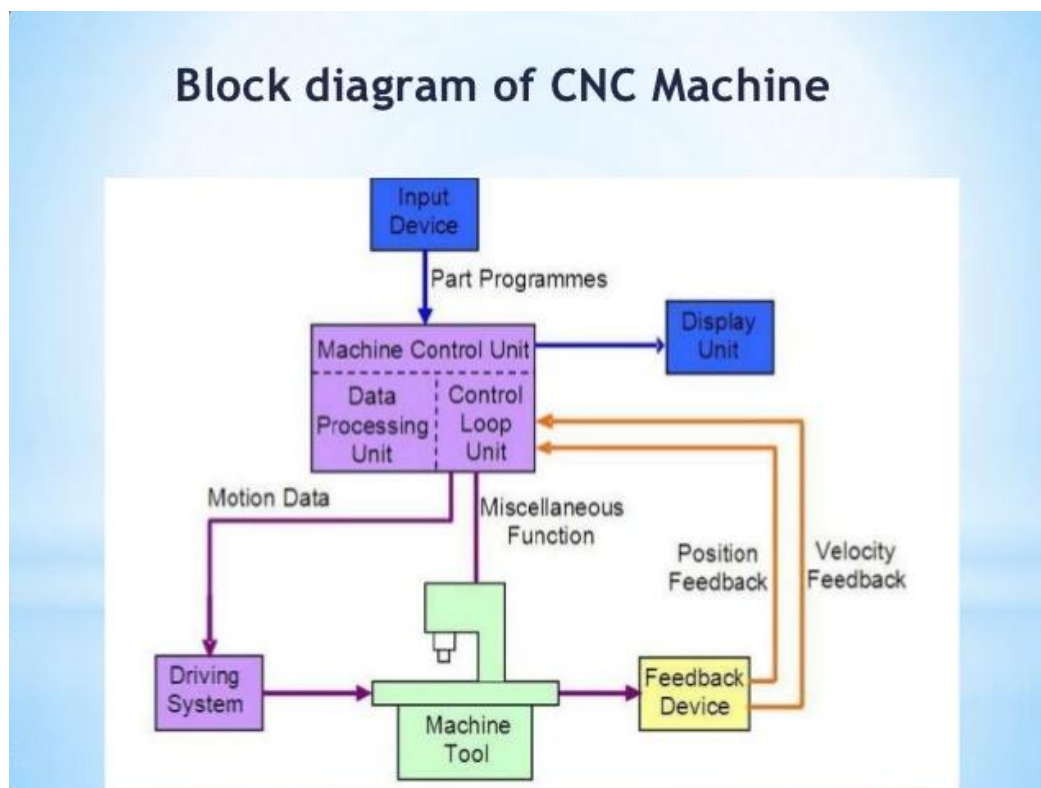 Block diagram of CNC Machine
Input
Device
Part Programmes
Machine Control Unit
Display
Unit
Data
Processing
Unit
Control
Loop
Unit
Motion Data
Miscellaneous
Function
Position
Feedback
Velocity
Feedback
Driving
System
Machine
Tool
Feedback
Device